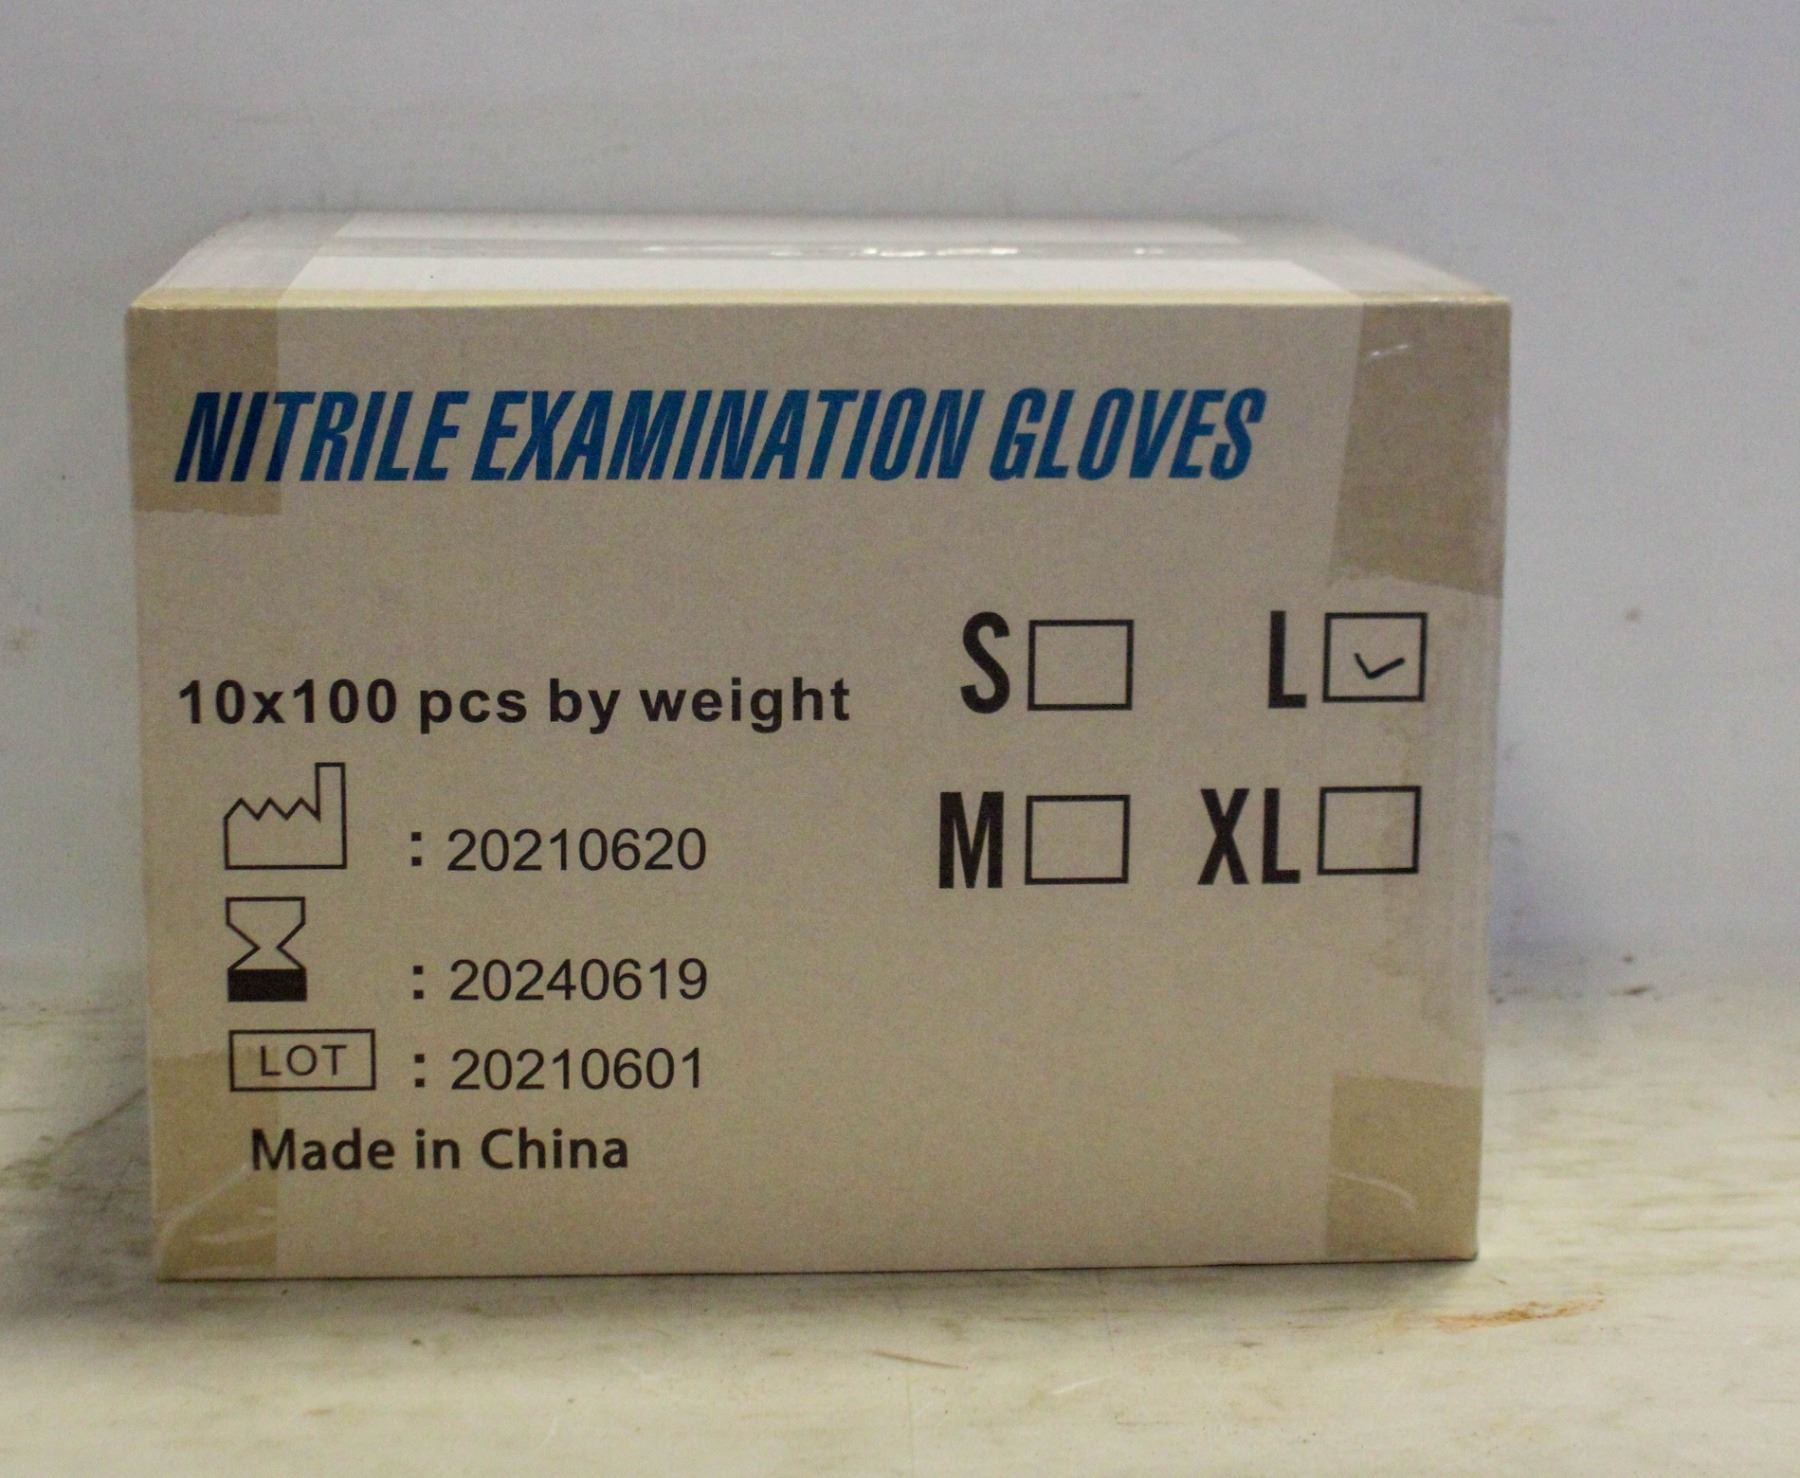 NITRILE EXAMINATION GLOVES
S L
10x100 pcs by weight
M XL
: 20210620
: 20240619
LOT : 20210601
Made in China